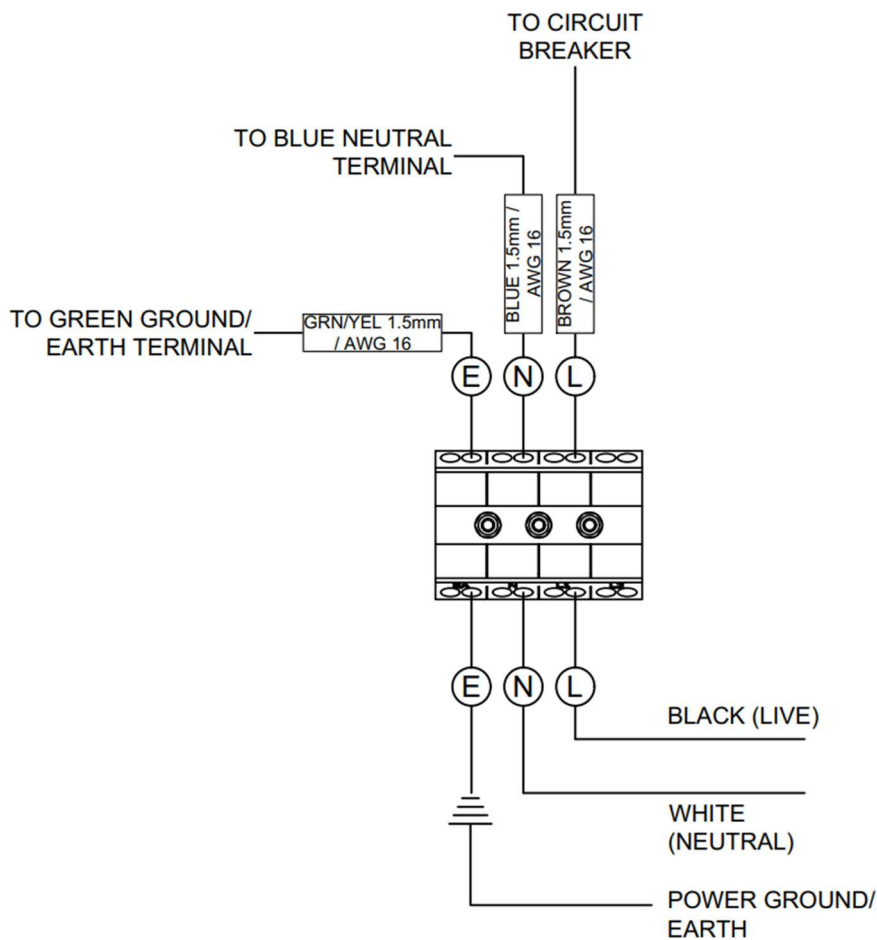 TO CIRCUIT
BREAKER
TO BLUE NEUTRAL
TERMINAL
BLUE 1.5mm /
AWG 16
BROWN 1.5mm
/ AWG 16
TO GREEN GROUND/
EARTH TERMINAL
GRN/YEL 1.5mm
/ AWG 16
E
N
L
E
N
L
BLACK (LIVE)
WHITE
(NEUTRAL)
POWER GROUND/
EARTH